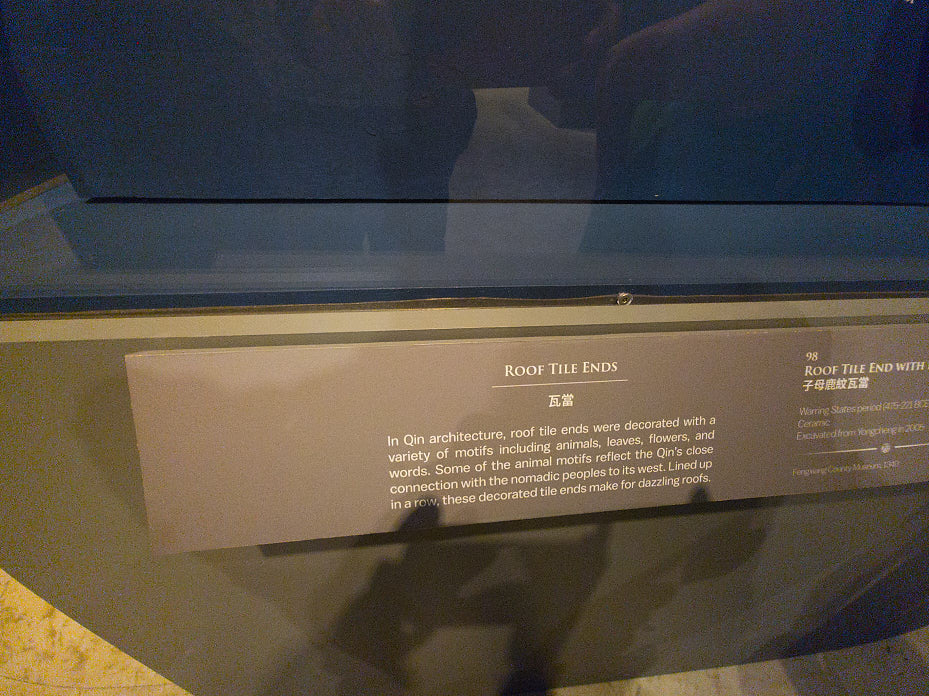 ROOF TILE ENDS
瓦當
In Qin architecture, roof tile ends were decorated with a
variety of motifs including animals, leaves, flowers, and
words. Some of the animal motifs reflect the Qin's close
connection with the nomadic peoples to its west. Lined up
in a row, these decorated tile ends make for dazzling roofs.
98
ROOF TILE END WITH
子母鹿紋瓦當
Warring States period (475-221 BCE
Ceramic
Excavated from Yongcheng in 2005
Fengxiang County Museum, 1340